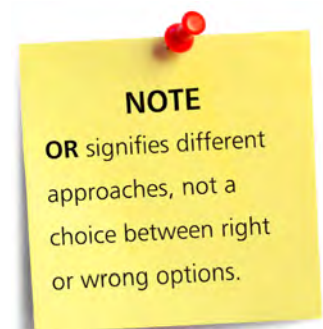 NOTE
OR signifies different
approaches, not a
choice between right
or wrong options.